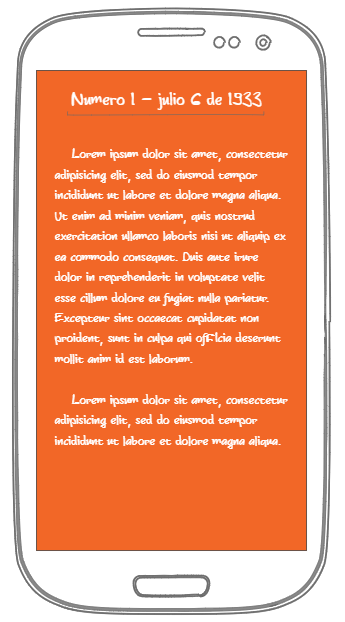 Numero 1 - julio 6 de 1933
Lorem ipsum dolor sit amet, consectetur
adipisicing elit, sed do eiusmod tempor
incididunt ut labore et dolore magna aliqua.
Ut enim ad minim veniam, quis nostrud
exercitation ullamco laboris nisi ut aliquip ex
ea commodo consequat. Duis aute irure
dolor in reprehenderit in voluptate velit
esse cillum dolore eu fugiat nulla pariatur.
Excepteur sint occaecat cupidatat non
proident, sunt in culpa qui officia deserunt
mollit anim id est laborum.
Lorem ipsum dolor sit amet, consectetur
adipisicing elit, sed do eiusmod tempor
incididunt ut labore et dolore magna aliqua.